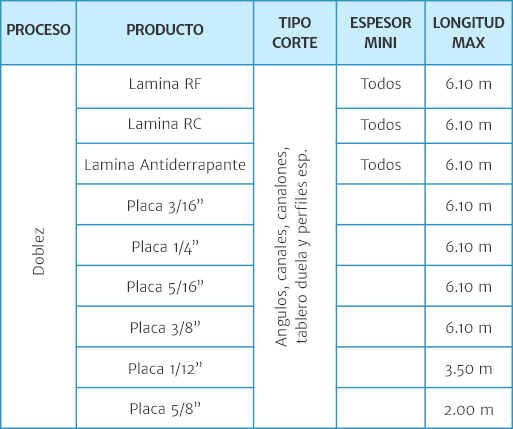 PROCESO PRODUCTO TIPO CORTE ESPESOR MINI LONGITUD MAX
Doblez
Angulos, canales, canalones,
tablero duela y perfiles esp.
Lamina RF Todos 6.10 m
Lamina RC Todos 6.10 m
Lamina Antiderrapante Todos 6.10 m
Placa 3/16” 6.10 m
Placa 1/4” 6.10 m
Placa 5/16” 6.10 m
Placa 3/8” 6.10 m
Placa 1/12” 3.50 m
Placa 5/8” 2.00 m